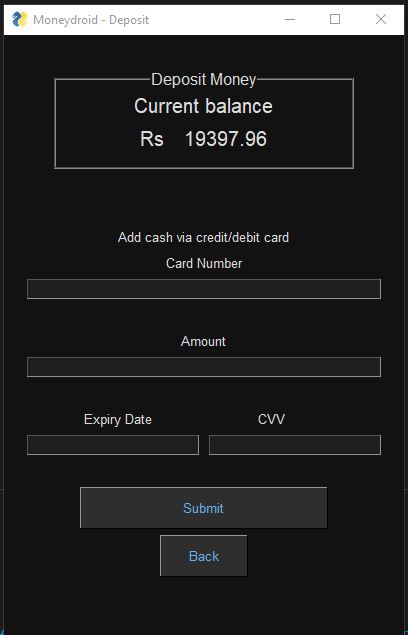 Moneydroid - Deposit
Deposit Money
Current balance
Rs 19397.96
Add cash via credit/debit card
Card Number
Amount
Expiry Date CVV
Submit
Back